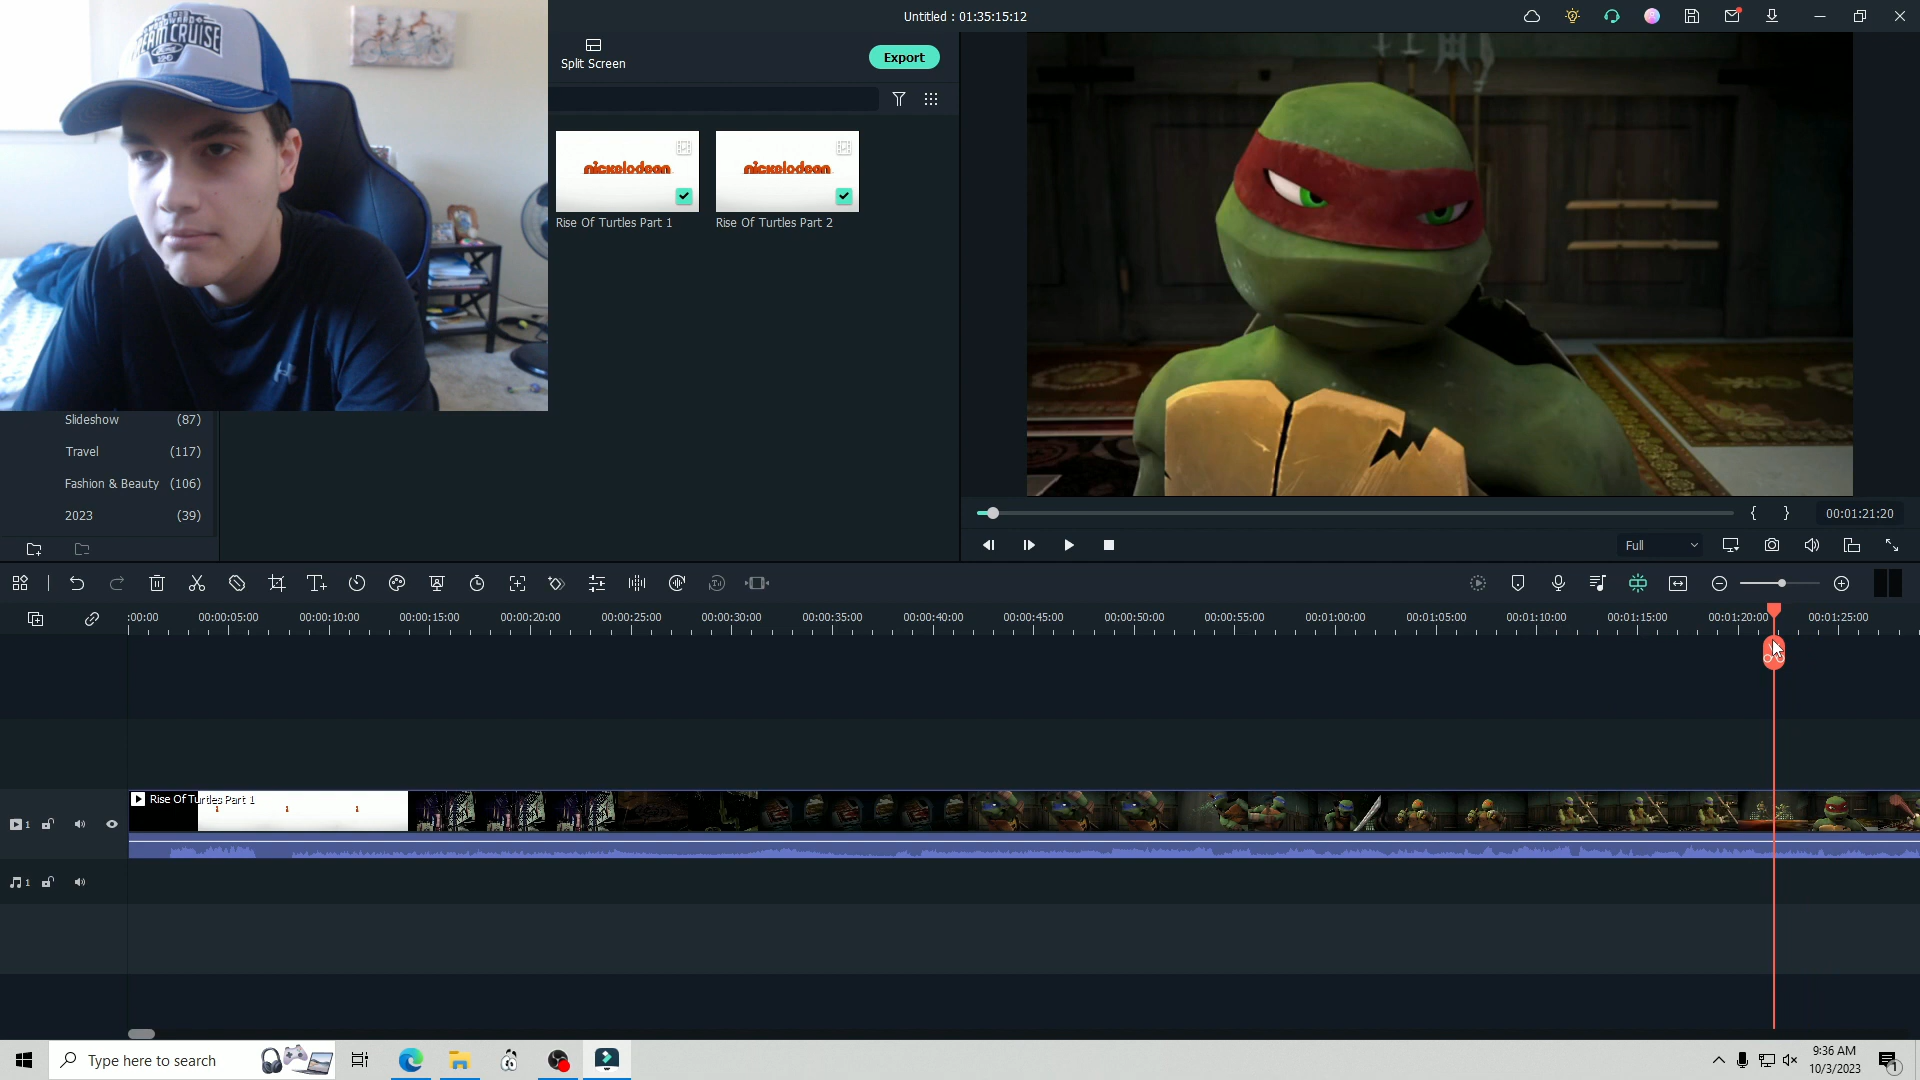 Untitled : 01:35:15:12
DREAM CRUISE
Ford
Split Screen
Export
nickelodeon
nickelodeon
Rise Of Turtles Part 1
Rise Of Turtles Part 2
Slideshow (87)
Travel (117)
Fashion & Beauty (106)
2023 (39)
{ } 00:01:21:20
Full
:00:00 00:00:05:00 00:00:10:00 00:00:15:00 00:00:20:00 00:00:25:00 00:00:30:00 00:00:35:00 00:00:40:00 00:00:45:00 00:00:50:00 00:00:55:00 00:01:00:00 00:01:05:00 00:01:10:00 00:01:15:00 00:01:20:00 00:01:25:00
Rise Of Turtles Part 1
1
1
Type here to search
9:36 AM
10/3/2023
1